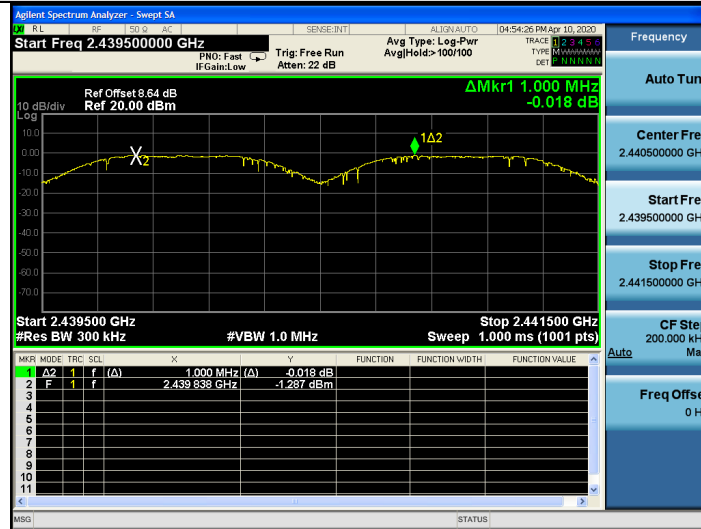 Agilent Spectrum Analyzer - Swept SA
LXI RL RF 50 Ω AC SENSE:INT ALIGNAUTO 04:54:26 PM Apr 10, 2020
Start Freq 2.439500000 GHz
PNO: Fast
IFGain:Low
Trig: Free Run
Atten: 22 dB
Avg Type: Log-Pwr
Avg|Hold:>100/100
TRACE 1 2 3 4 5 6
TYPE M
DET P N N N N N
ΔMkr1 1.000 MHz
-0.018 dB
Ref Offset 8.64 dB
10 dB/div Ref 20.00 dBm
Log
10.0
0.00
-10.0
-20.0
-30.0
-40.0
-50.0
-60.0
-70.0
X2
1Δ2
Start 2.439500 GHz Stop 2.441500 GHz
#Res BW 300 kHz #VBW 1.0 MHz Sweep 1.000 ms (1001 pts)
MKR MODE TRC SCL X Y FUNCTION FUNCTION WIDTH FUNCTION VALUE
1 Δ2 1 f (Δ) 1.000 MHz (Δ) -0.018 dB
2 F 1 f 2.439 838 GHz -1.287 dBm
3
4
5
6
7
8
9
10
11
MSG STATUS
Frequency
Auto Tun
Center Fre
2.440500000 GH
Start Fre
2.439500000 GH
Stop Fre
2.441500000 GH
CF Ste
200.000 kH
Auto Ma
Freq Offse
0 H